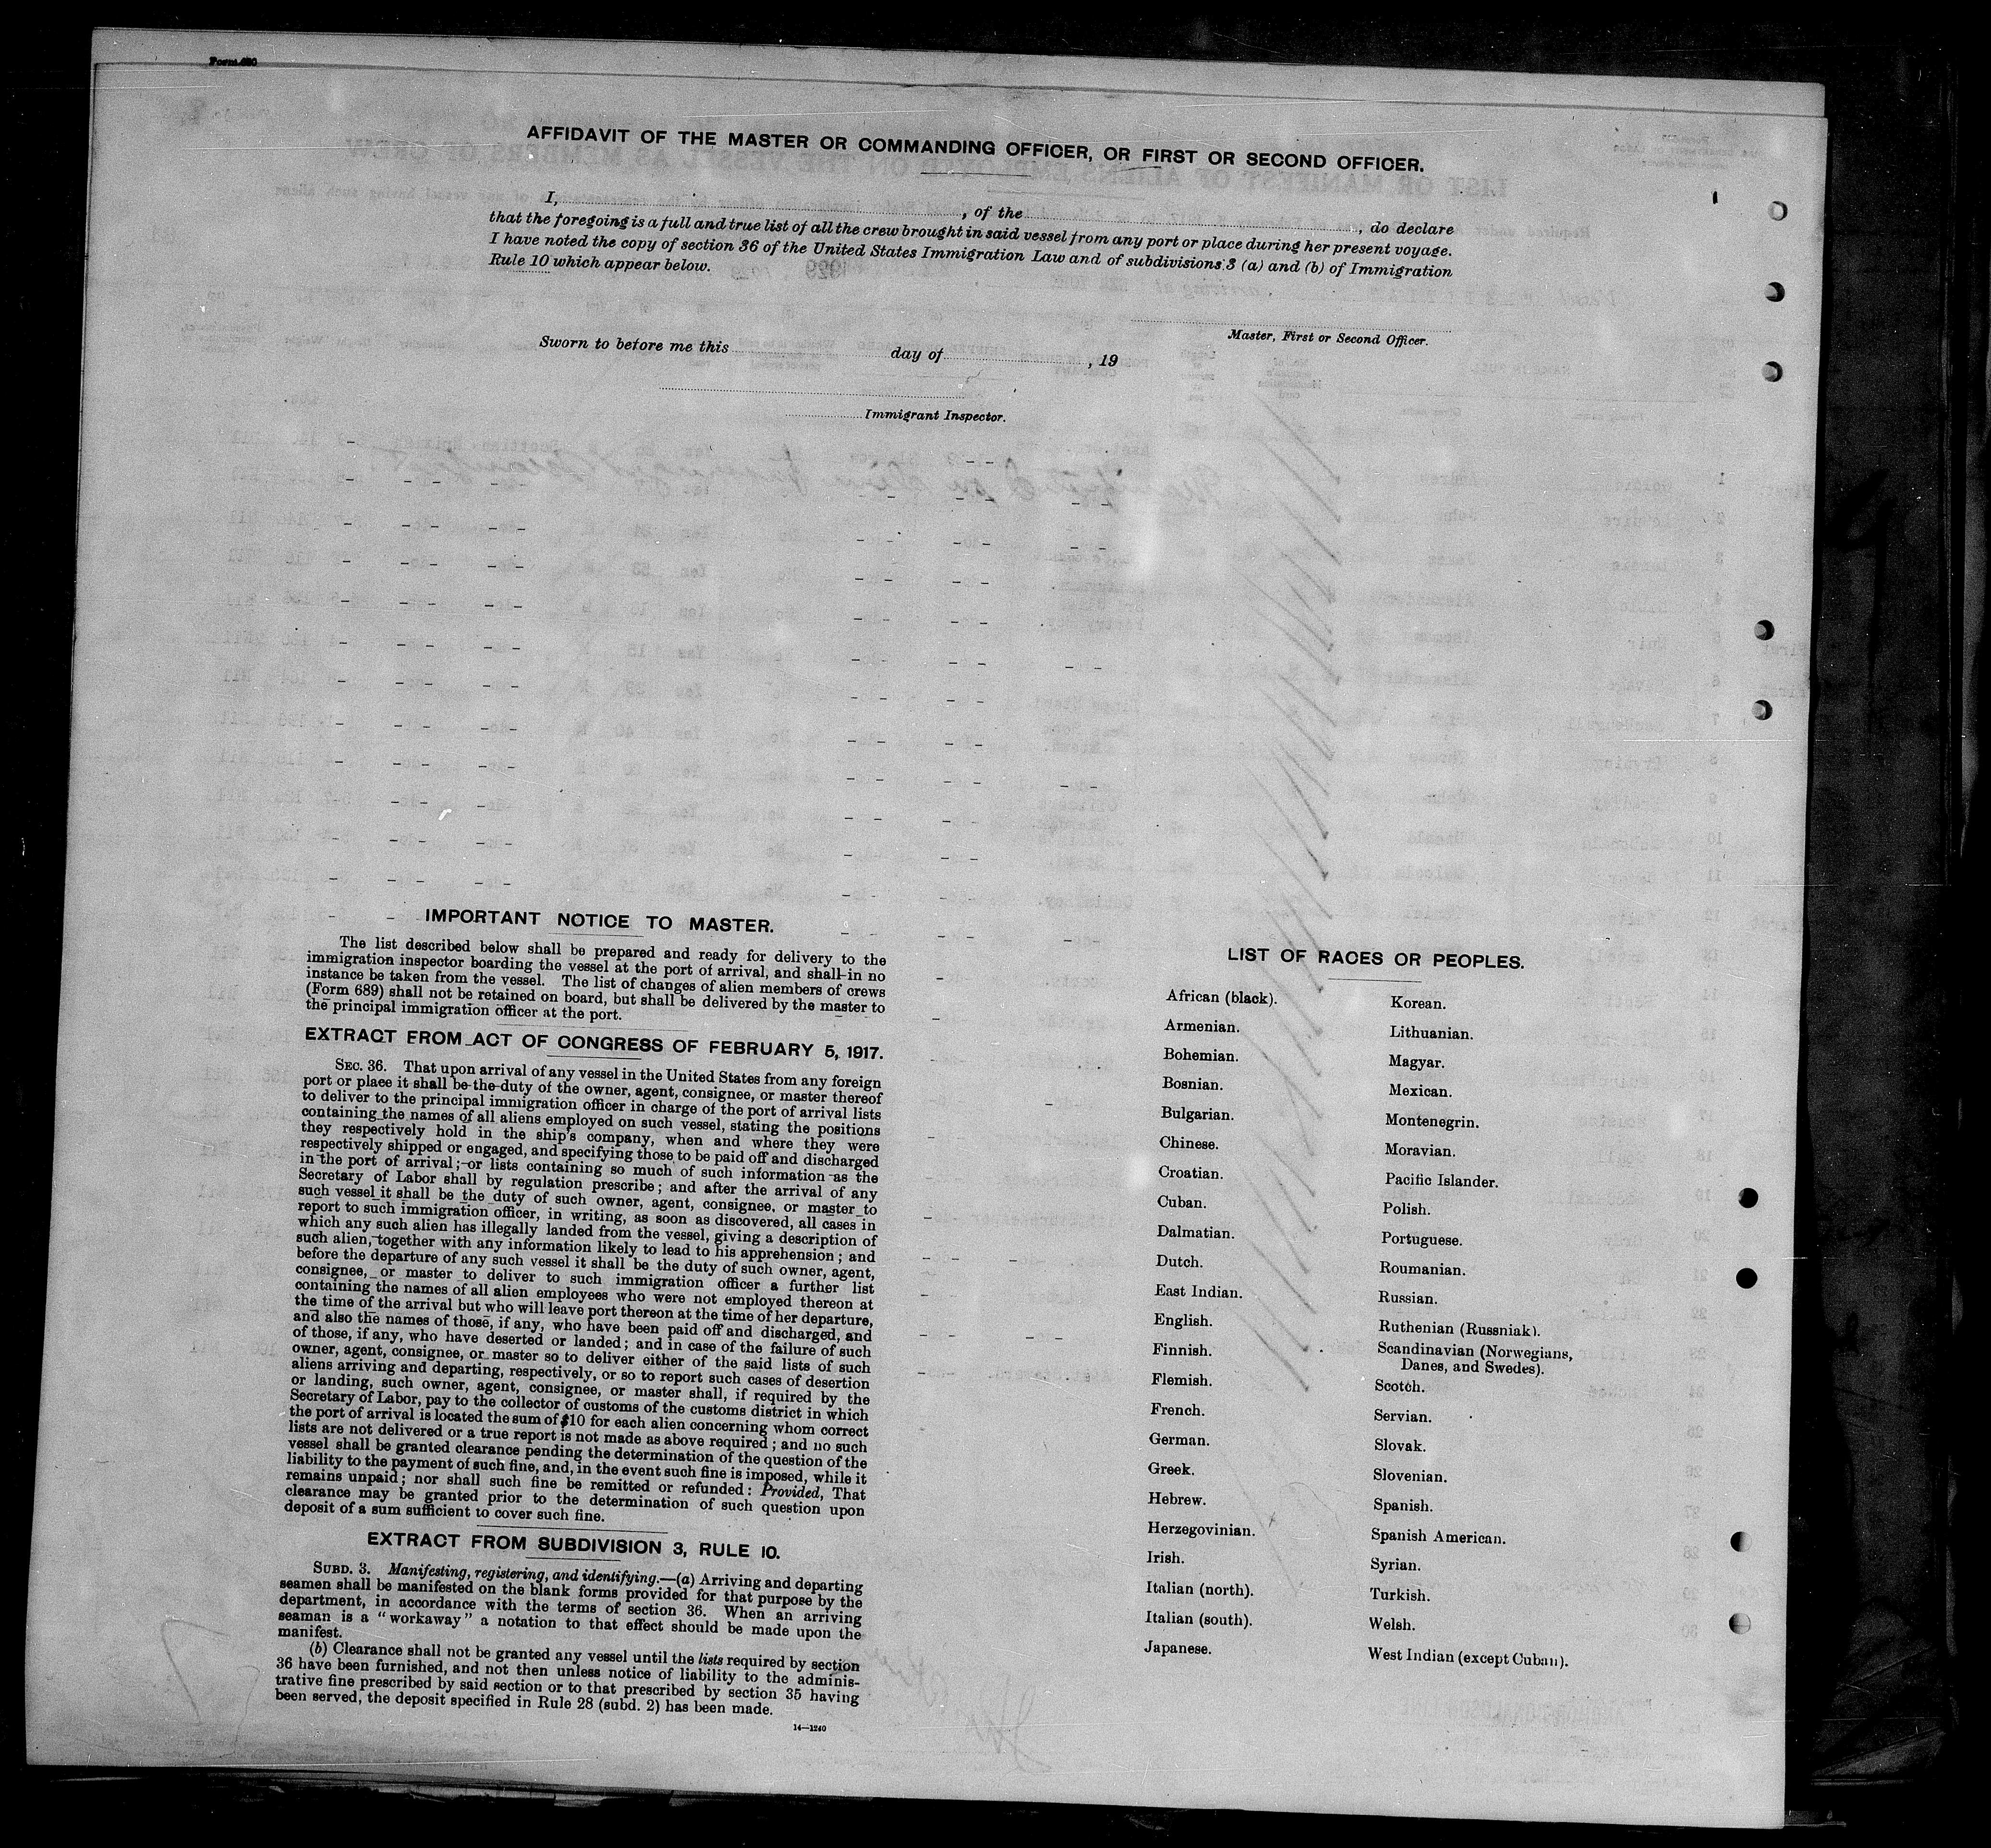 AFFIDAVIT OF THE MASTER OR COMMANDING OFFICER, OR FIRST OR SECOND OFFICER.
I, , of the , do declare
that the foregoing is a full and true list of all the crew brought in said vessel from any port or place during her present voyage.
I have noted the copy of section 36 of the United States Immigration Law and of subdivisions 3 (a) and (b) of Immigration
Rule 10 which appear below.
Master, First or Second Officer.
Sworn to before me this day of , 19
Immigrant Inspector.
IMPORTANT NOTICE TO MASTER.
The list described below shall be prepared and ready for delivery to the
immigration inspector boarding the vessel at the port of arrival, and shall in no
instance be taken from the vessel. The list of changes of alien members of crews
(Form 689) shall not be retained on board, but shall be delivered by the master to
the principal immigration officer at the port.
EXTRACT FROM ACT OF CONGRESS OF FEBRUARY 5, 1917.
SEC. 36. That upon arrival of any vessel in the United States from any foreign
port or place it shall be the duty of the owner, agent, consignee, or master thereof
to deliver to the principal immigration officer in charge of the port of arrival lists
containing the names of all aliens employed on such vessel, stating the positions
they respectively hold in the ship's company, when and where they were
respectively shipped or engaged, and specifying those to be paid off and discharged
in the port of arrival; or lists containing so much of such information as the
Secretary of Labor shall by regulation prescribe; and after the arrival of any
such vessel it shall be the duty of such owner, agent, consignee, or master to
report to such immigration officer, in writing, as soon as discovered, all cases in
which any such alien has illegally landed from the vessel, giving a description of
such alien, together with any information likely to lead to his apprehension; and
before the departure of any such vessel it shall be the duty of such owner, agent,
consignee, or master to deliver to such immigration officer a further list
containing the names of all alien employees who were not employed thereon at
the time of the arrival but who will leave port thereon at the time of her departure,
and also the names of those, if any, who have been paid off and discharged, and
of those, if any, who have deserted or landed; and in case of the failure of such
owner, agent, consignee, or master so to deliver either of the said lists of such
aliens arriving and departing, respectively, or so to report such cases of desertion
or landing, such owner, agent, consignee, or master shall, if required by the
Secretary of Labor, pay to the collector of customs of the customs district in which
the port of arrival is located the sum of $10 for each alien concerning whom correct
lists are not delivered or a true report is not made as above required; and no such
vessel shall be granted clearance pending the determination of the question of the
liability to the payment of such fine, and, in the event such fine is imposed, while it
remains unpaid; nor shall such fine be remitted or refunded: Provided, That
clearance may be granted prior to the determination of such question upon
deposit of a sum sufficient to cover such fine.
EXTRACT FROM SUBDIVISION 3, RULE 10.
SUBD. 3. Manifesting, registering, and identifying.—(a) Arriving and departing
seamen shall be manifested on the blank forms provided for that purpose by the
department, in accordance with the terms of section 36. When an arriving
seaman is a "workaway" a notation to that effect should be made upon the
manifest.
(b) Clearance shall not be granted any vessel until the lists required by section
36 have been furnished, and not then unless notice of liability to the adminis-
trative fine prescribed by said section or to that prescribed by section 35 having
been served, the deposit specified in Rule 28 (subd. 2) has been made.
14—1240
LIST OF RACES OR PEOPLES.
African (black).
Armenian.
Bohemian.
Bosnian.
Bulgarian.
Chinese.
Croatian.
Cuban.
Dalmatian.
Dutch.
East Indian.
English.
Finnish.
Flemish.
French.
German.
Greek.
Hebrew.
Herzegovinian.
Irish.
Italian (north).
Italian (south).
Japanese.
Korean.
Lithuanian.
Magyar.
Mexican.
Montenegrin.
Moravian.
Pacific Islander.
Polish.
Portuguese.
Roumanian.
Russian.
Ruthenian (Russniak).
Scandinavian (Norwegians,
Danes, and Swedes).
Scotch.
Servian.
Slovak.
Slovenian.
Spanish.
Spanish American.
Syrian.
Turkish.
Welsh.
West Indian (except Cuban).